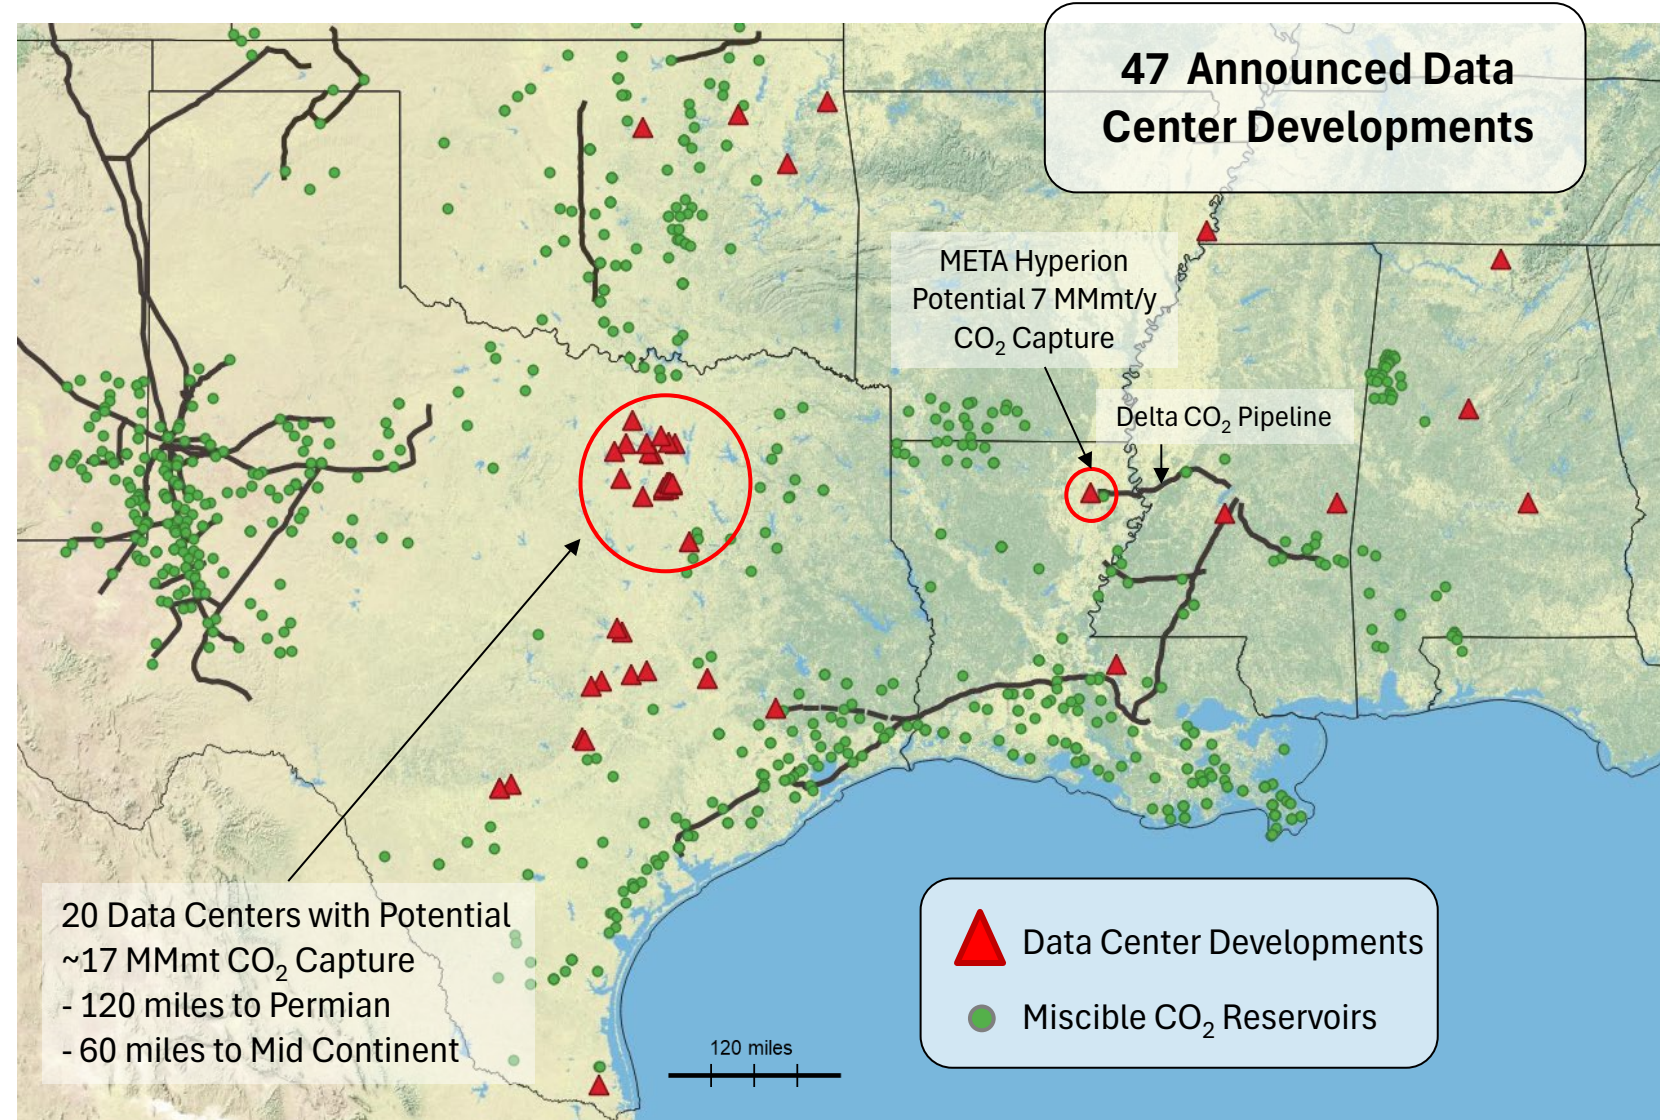 47 Announced Data
Center Developments
META Hyperion
Potential 7 MMmt/y
CO₂ Capture
Delta CO₂ Pipeline
20 Data Centers with Potential
~17 MMmt CO₂ Capture
- 120 miles to Permian
- 60 miles to Mid Continent
120 miles
Data Center Developments
Miscible CO₂ Reservoirs